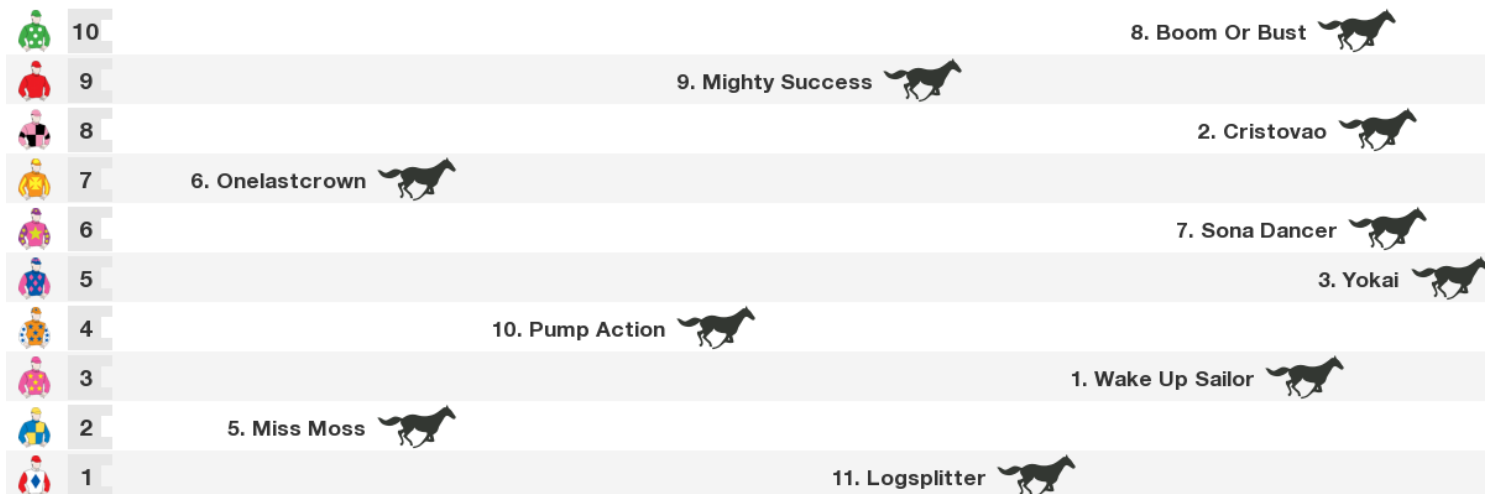 10 8. Boom Or Bust
9 9. Mighty Success
8 2. Cristovao
7 6. Onelastcrown
6 7. Sona Dancer
5 3. Yokai
4 10. Pump Action
3 1. Wake Up Sailor
2 5. Miss Moss
1 11. Logsplitter